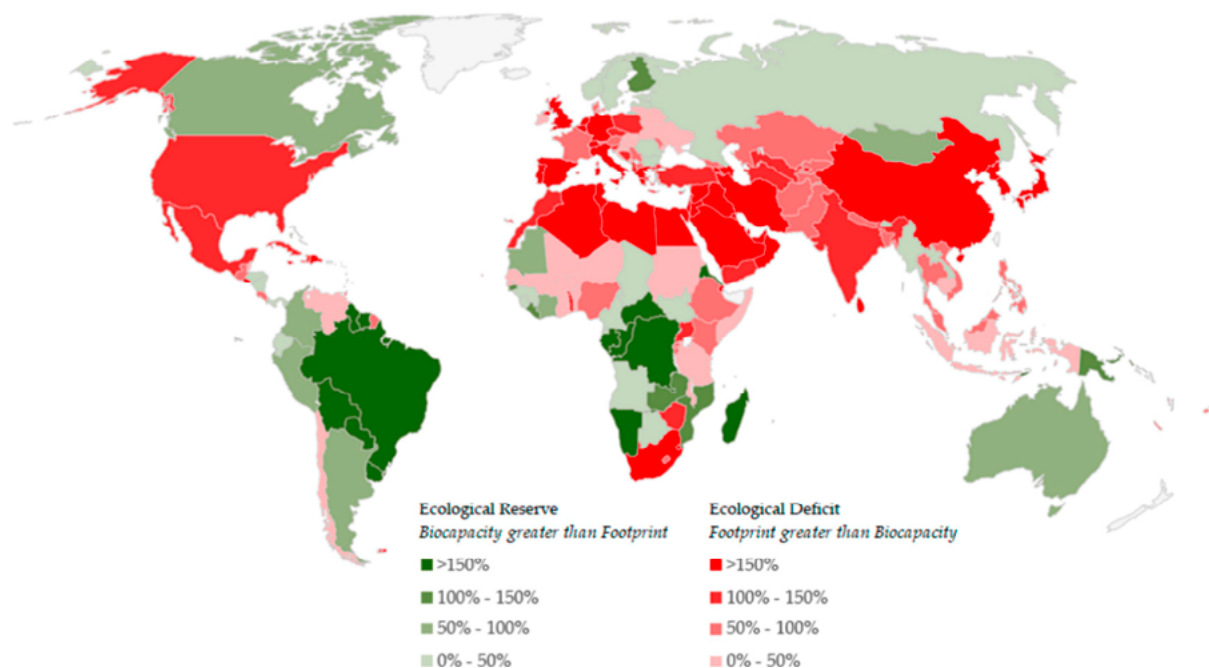 Ecological Reserve
Biocapacity greater than Footprint
>150%
100% - 150%
50% - 100%
0% - 50%
Ecological Deficit
Footprint greater than Biocapacity
>150%
100% - 150%
50% - 100%
0% - 50%